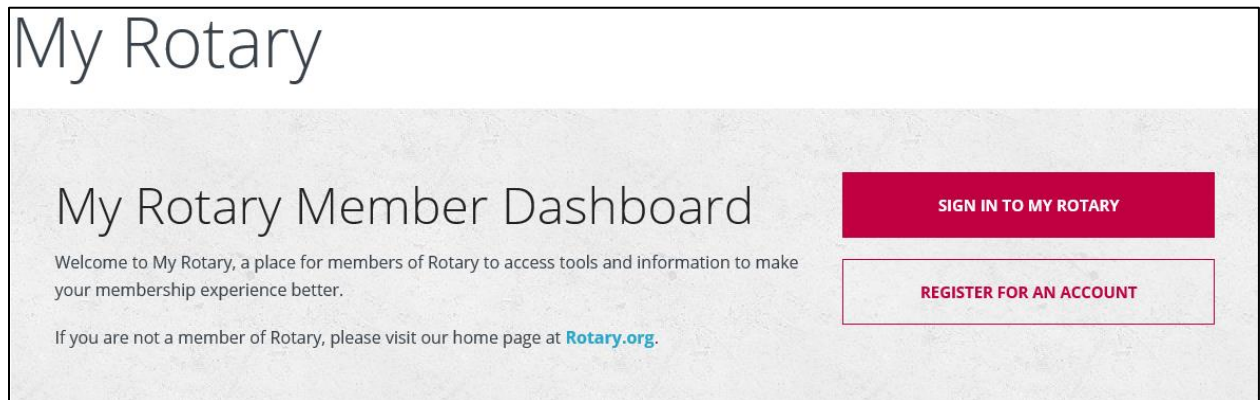 My Rotary
My Rotary Member Dashboard
Welcome to My Rotary, a place for members of Rotary to access tools and information to make
your membership experience better.
If you are not a member of Rotary, please visit our home page at Rotary.org.
SIGN IN TO MY ROTARY
REGISTER FOR AN ACCOUNT